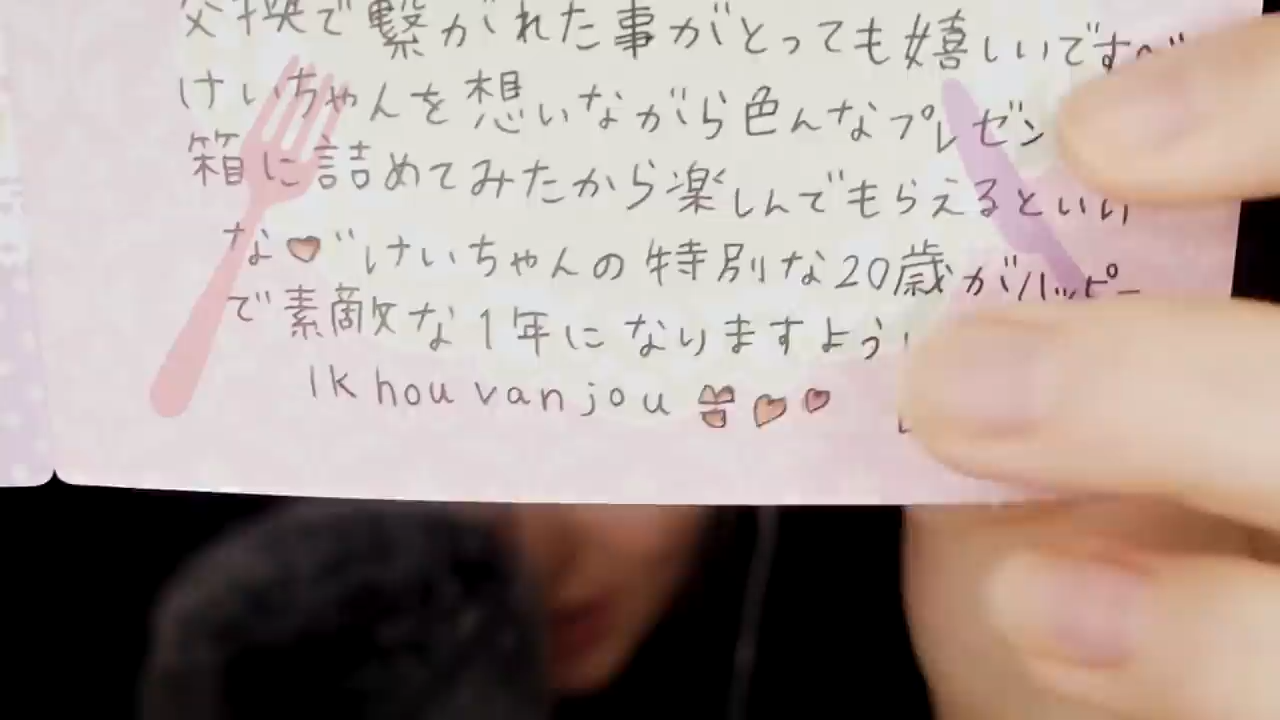 交換で繋がれた事がとっても嬉しいです
けいちゃんを想いながら色んなプレゼン
箱に詰めてみたから楽しんでもらえるといい
な♡けいちゃんの特別な20歳がハッピー
で素敵な1年になりますよう
Ik hou van jou